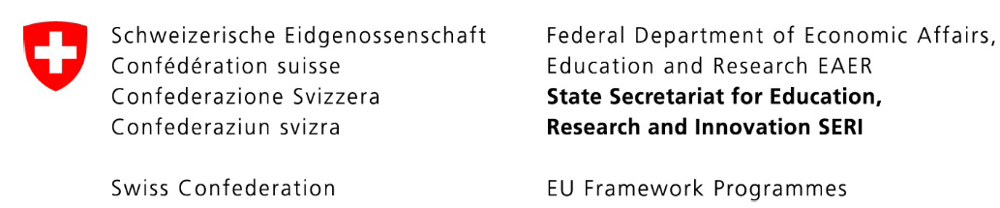 Schweizerische Eidgenossenschaft
Confédération suisse
Confederazione Svizzera
Confederaziun svizra
Swiss Confederation
Federal Department of Economic Affairs,
Education and Research EAER
State Secretariat for Education,
Research and Innovation SERI
EU Framework Programmes